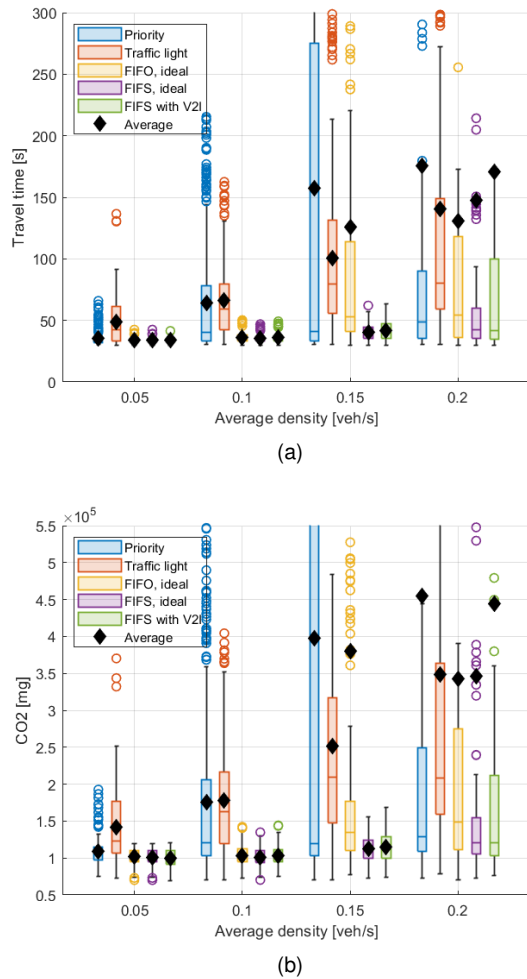 300
250
200
150
100
50
0
Travel time [s]
Priority
Traffic light
FIFO, ideal
FIFS, ideal
FIFS with V2I
Average
0.05 0.1 0.15 0.2
Average density [veh/s]
(a)
×10⁵
5.5
5
4.5
4
3.5
3
2.5
2
1.5
1
0.5
CO2 [mg]
Priority
Traffic light
FIFO, ideal
FIFS, ideal
FIFS with V2I
Average
0.05 0.1 0.15 0.2
Average density [veh/s]
(b)